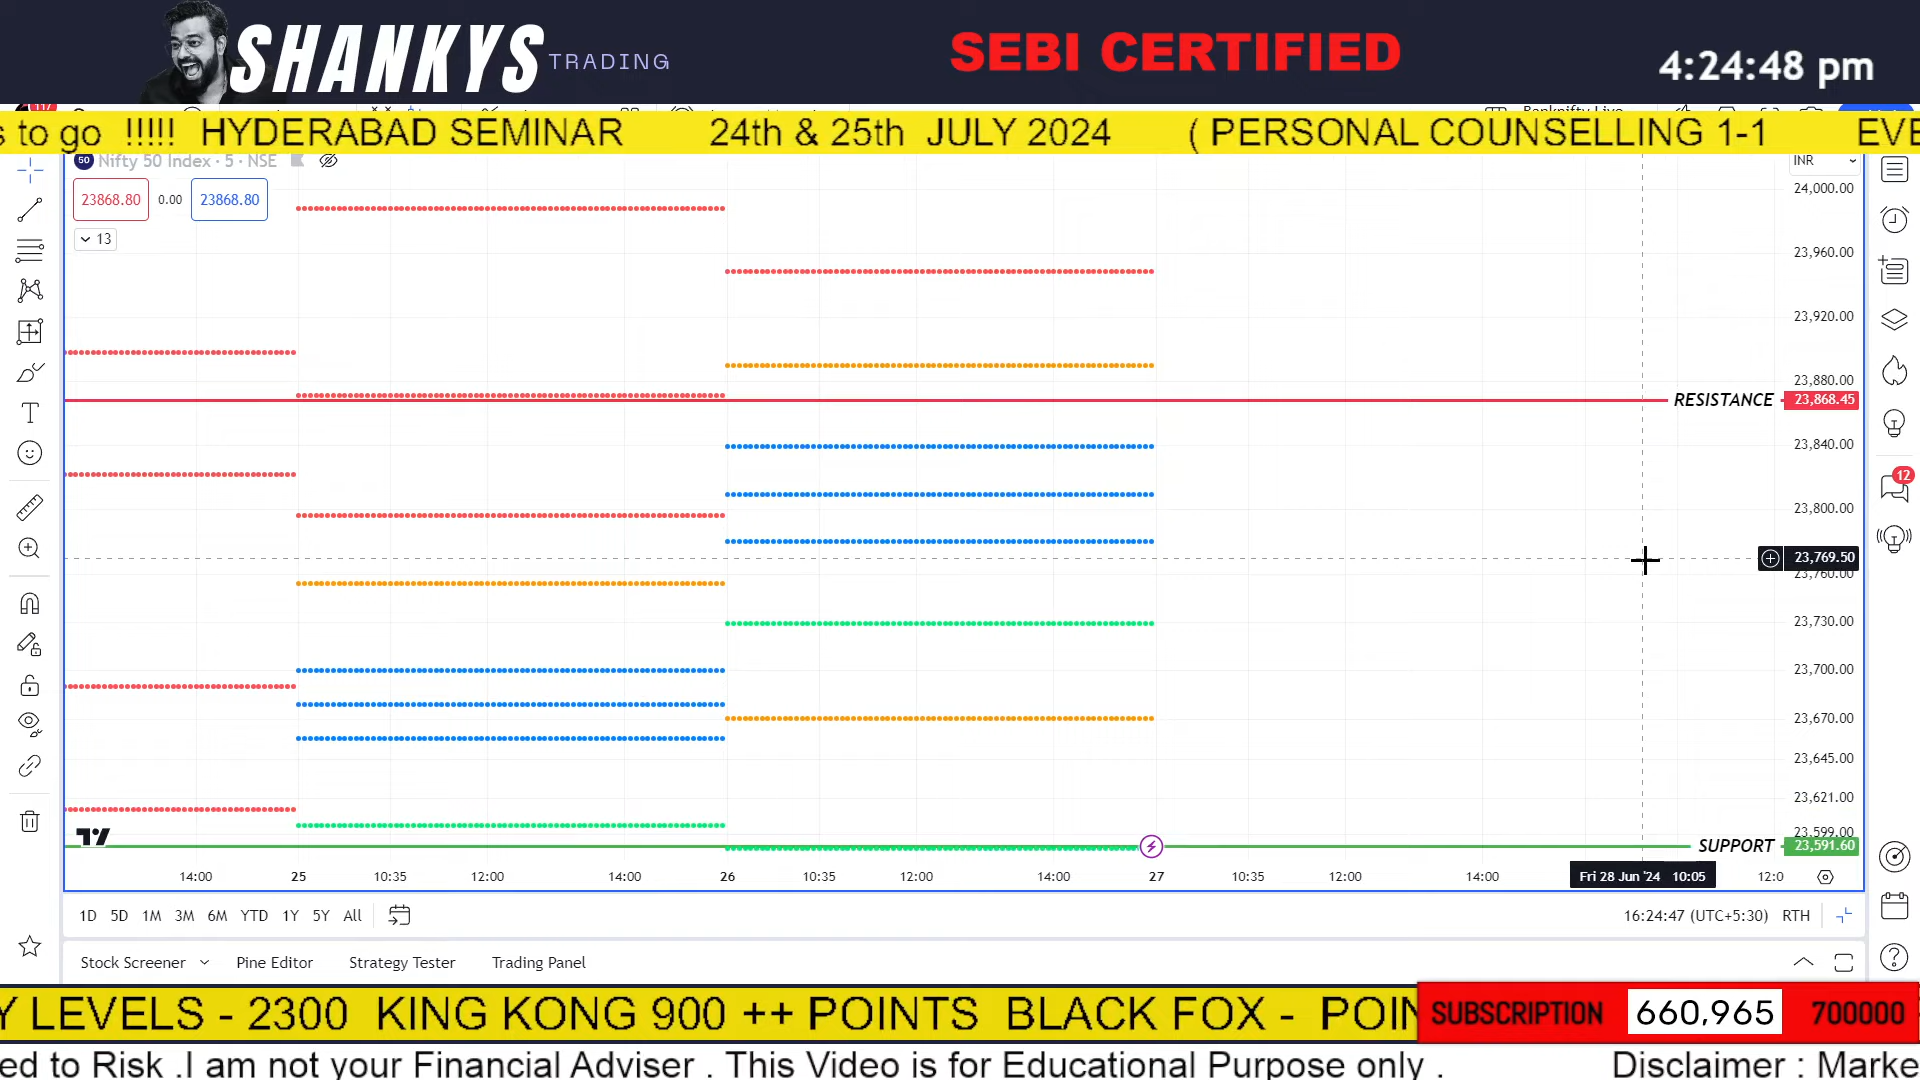 SHANKYS TRADING
SEBI CERTIFIED
4:24:48 pm
117
s to go !!!!! HYDERABAD SEMINAR 24th & 25th JULY 2024 ( PERSONAL COUNSELLING 1-1 EVE
50 Nifty 50 Index · 5 · NSE
INR
23868.80 0.00 23868.80
13
24,000.00
23,960.00
23,920.00
23,880.00
RESISTANCE 23,868.45
23,840.00
23,800.00
12
23,769.50
23,760.00
23,730.00
23,700.00
23,670.00
23,645.00
23,621.00
23,599.00
SUPPORT 23,591.60
14:00 25 10:35 12:00 14:00 26 10:35 12:00 14:00 27 10:35 12:00 14:00 Fri 28 Jun '24 10:05 12:0
1D 5D 1M 3M 6M YTD 1Y 5Y All 16:24:47 (UTC+5:30) RTH
Stock Screener Pine Editor Strategy Tester Trading Panel
Y LEVELS - 2300 KING KONG 900 ++ POINTS BLACK FOX - POIN
SUBSCRIPTION 660,965 700000
ed to Risk .I am not your Financial Adviser . This Video is for Educational Purpose only . Disclaimer : Marke